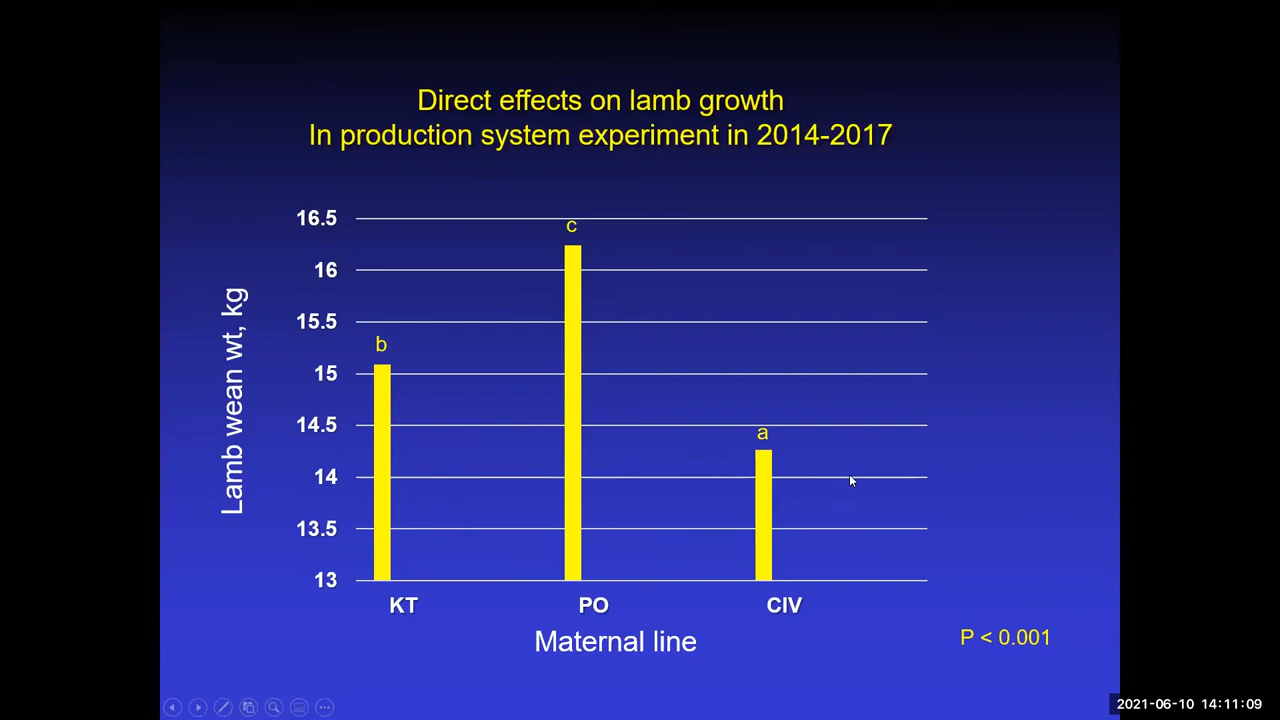 Direct effects on lamb growth
In production system experiment in 2014-2017
16.5
16
15.5
15
14.5
14
13.5
13
Lamb wean wt, kg
b
c
a
KT PO CIV
Maternal line
P < 0.001
2021-06-10 14:11:09